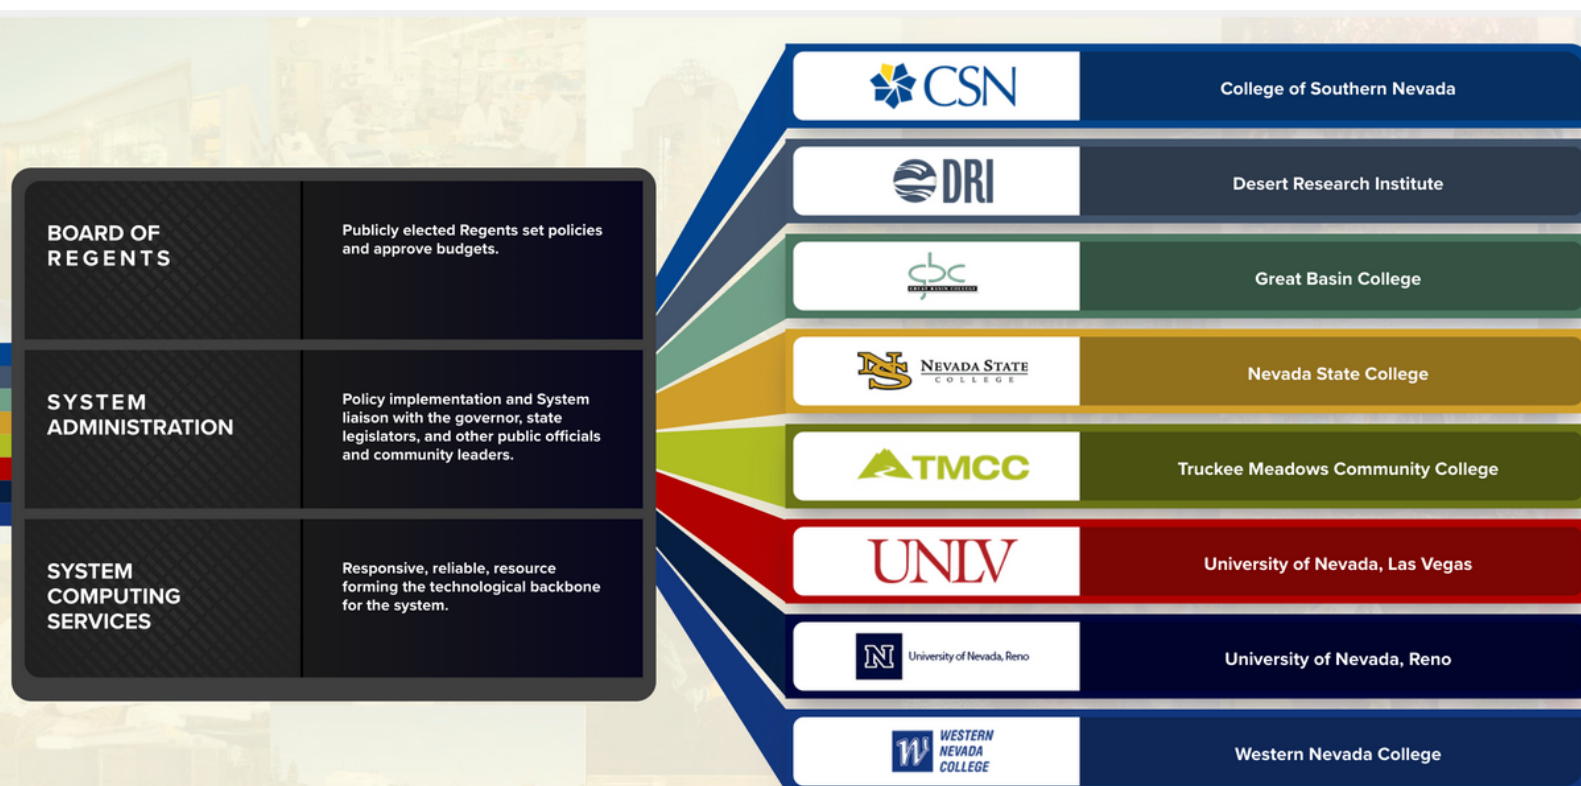 BOARD OF
REGENTS
Publicly elected Regents set policies
and approve budgets.
SYSTEM
ADMINISTRATION
Policy implementation and System
liaison with the governor, state
legislators, and other public officials
and community leaders.
SYSTEM
COMPUTING
SERVICES
Responsive, reliable, resource
forming the technological backbone
for the system.
CSN
College of Southern Nevada
DRI
Desert Research Institute
gbc
GREAT BASIN COLLEGE
Great Basin College
NS
NEVADA STATE
COLLEGE
Nevada State College
TMCC
Truckee Meadows Community College
UNLV
University of Nevada, Las Vegas
N
University of Nevada, Reno
University of Nevada, Reno
W
WESTERN
NEVADA
COLLEGE
Western Nevada College